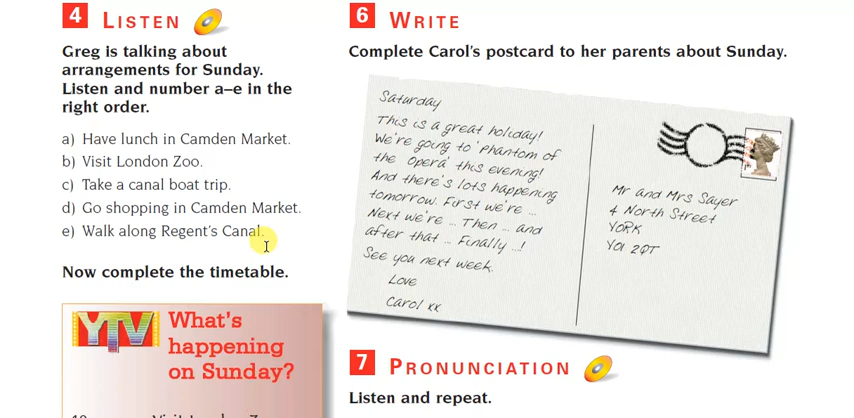 4 LISTEN
Greg is talking about
arrangements for Sunday.
Listen and number a–e in the
right order.
a) Have lunch in Camden Market.
b) Visit London Zoo.
c) Take a canal boat trip.
d) Go shopping in Camden Market.
e) Walk along Regent's Canal.
Now complete the timetable.
YTV
What's
happening
on Sunday?
6 WRITE
Complete Carol's postcard to her parents about Sunday.
Saturday
This is a great holiday!
We're going to 'Phantom of
the Opera' this evening!
And there's lots happening
tomorrow. First we're ...
Next we're ... Then ... and
after that ... Finally ...!
See you next week.
Love
Carol xx
Mr and Mrs Sayer
4 North Street
YORK
YO1 2QT
7 PRONUNCIATION
Listen and repeat.